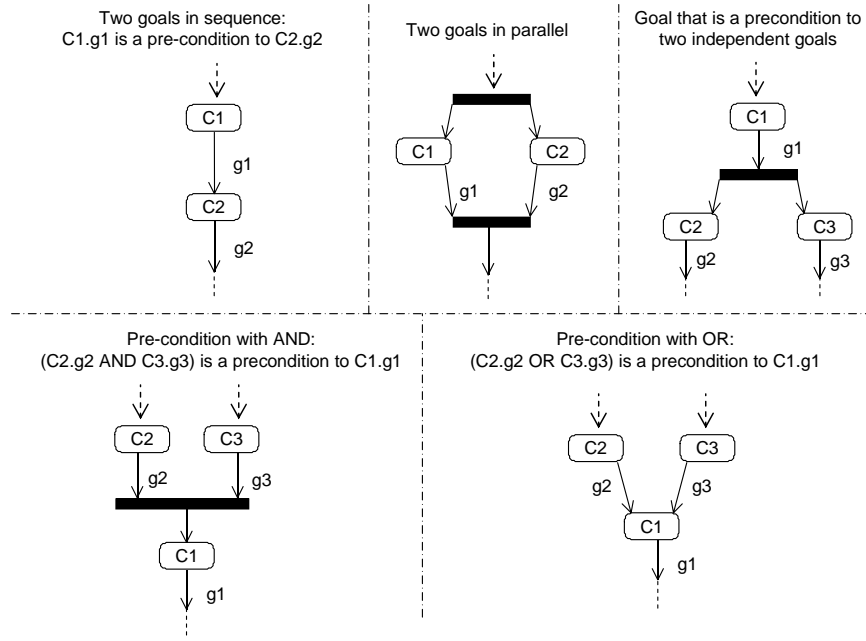 Two goals in sequence:
C1.g1 is a pre-condition to C2.g2
C1
g1
C2
g2
Two goals in parallel
C1
C2
g1
g2
Goal that is a precondition to
two independent goals
C1
g1
C2
C3
g2
g3
Pre-condition with AND:
(C2.g2 AND C3.g3) is a precondition to C1.g1
C2
C3
g2
g3
C1
g1
Pre-condition with OR:
(C2.g2 OR C3.g3) is a precondition to C1.g1
C2
C3
g2
g3
C1
g1